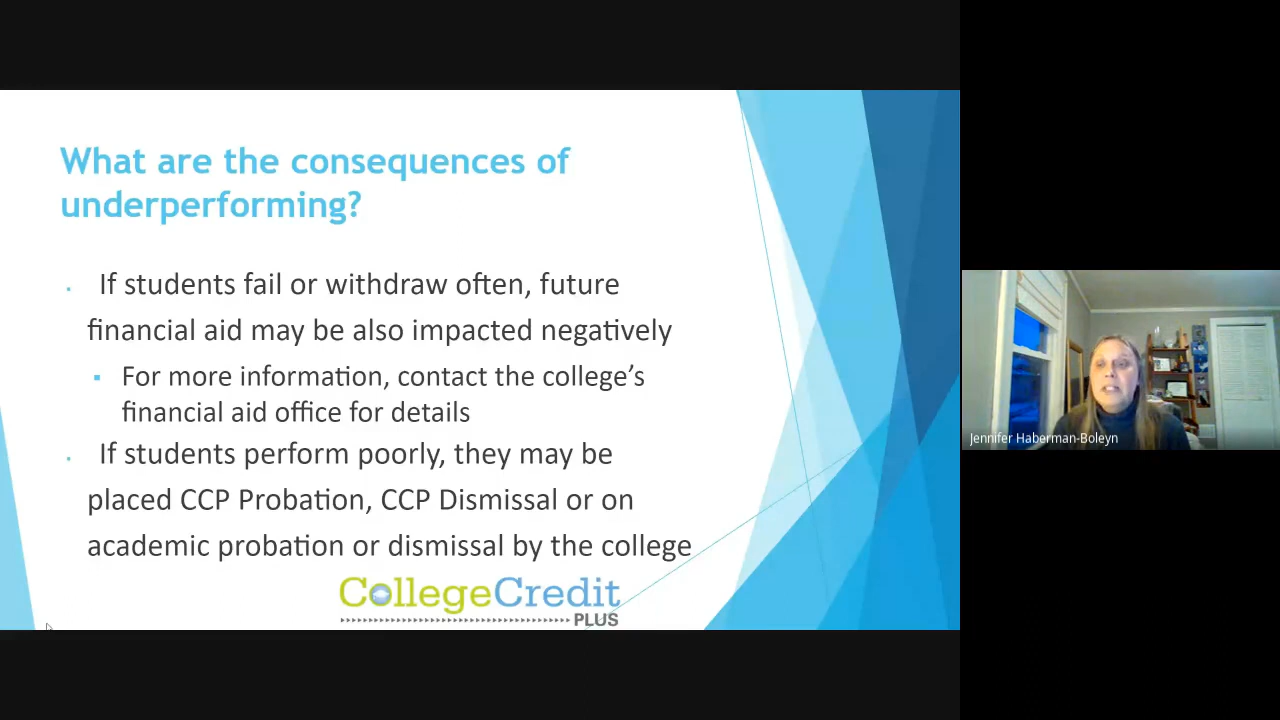 What are the consequences of
underperforming?
If students fail or withdraw often, future
financial aid may be also impacted negatively
For more information, contact the college’s
financial aid office for details
If students perform poorly, they may be
placed CCP Probation, CCP Dismissal or on
academic probation or dismissal by the college
CollegeCredit
PLUS
Jennifer Haberman-Boleyn